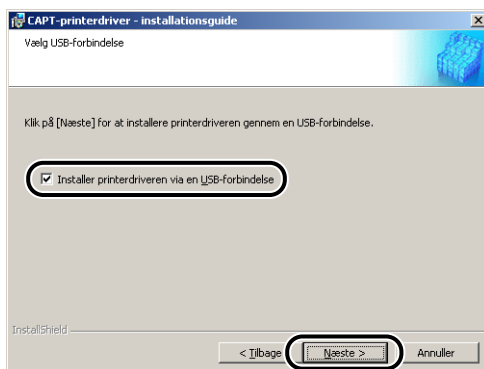 CAPT-printerdriver - installationsguide
Vælg USB-forbindelse
Klik på [Næste] for at installere printerdriveren gennem en USB-forbindelse.
Installer printerdriveren via en USB-forbindelse
InstallShield
< Tilbage Næste > Annuller